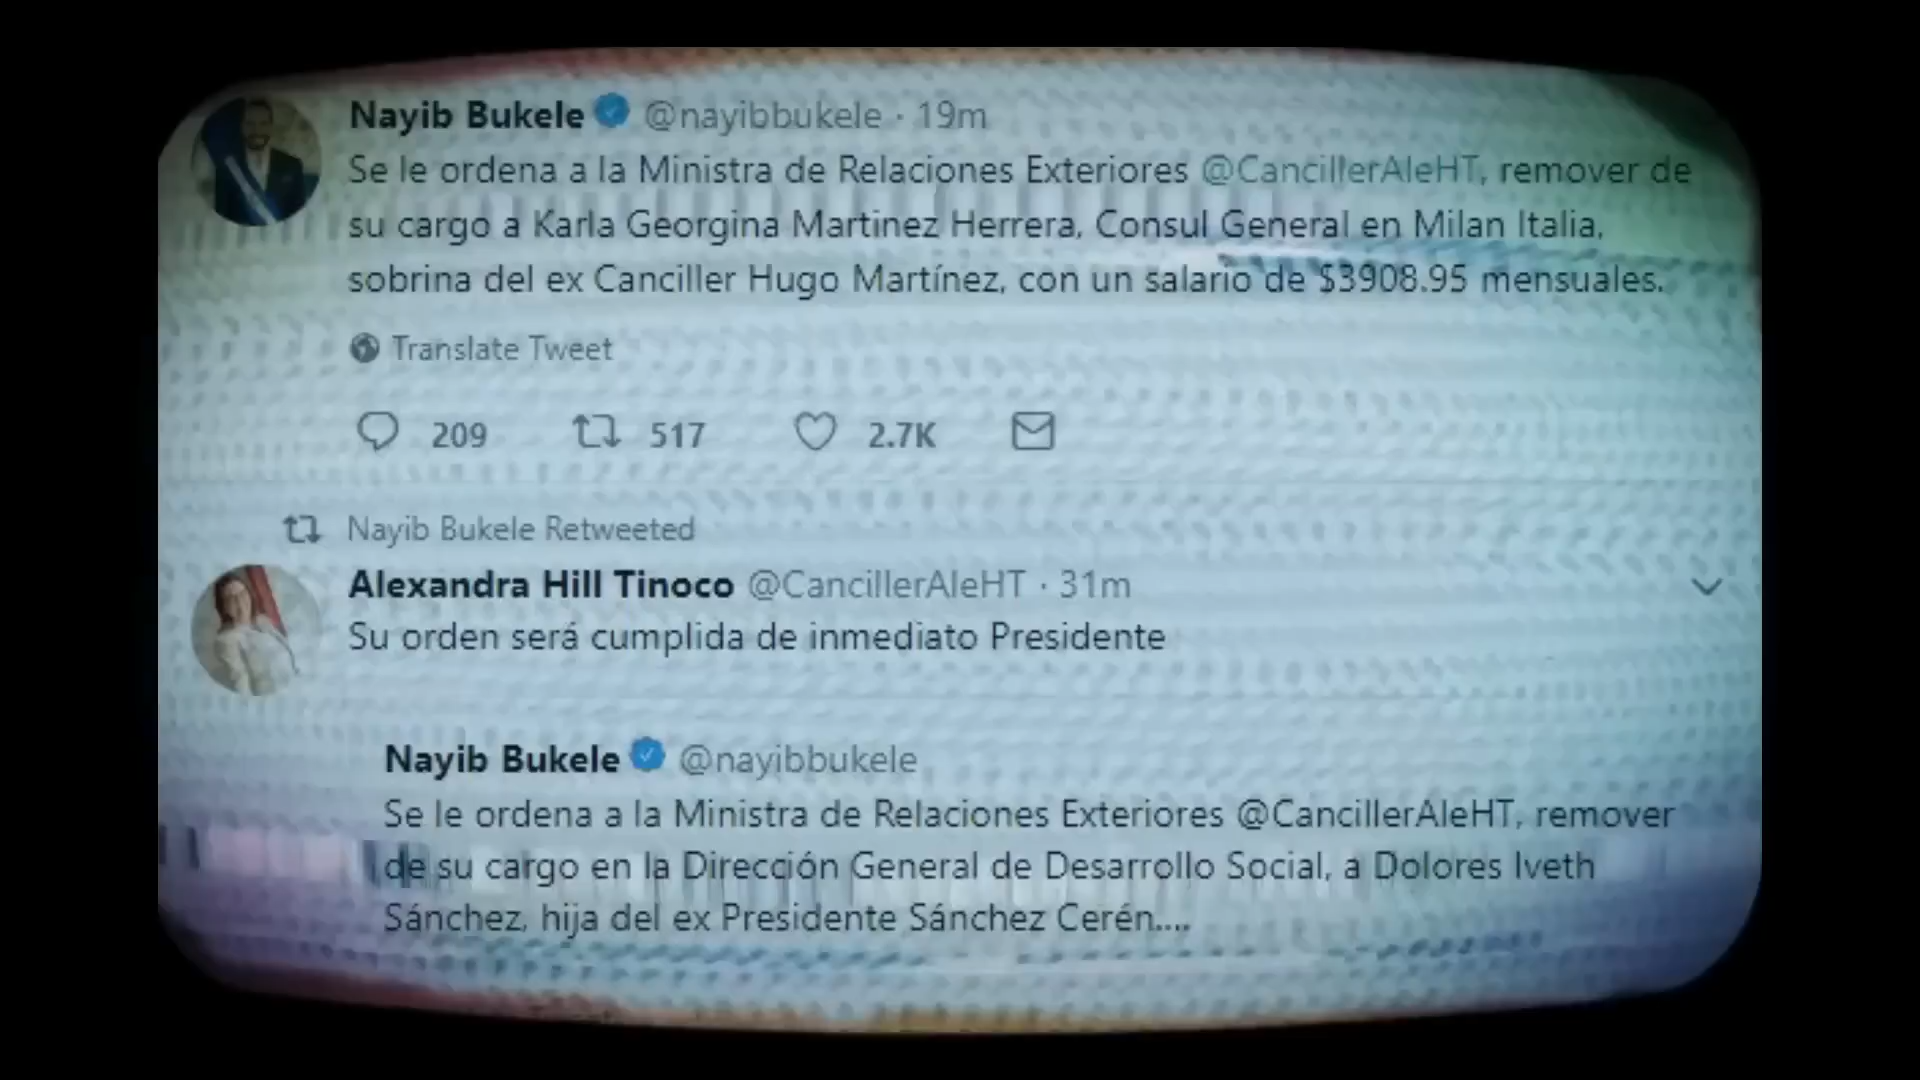 Nayib Bukele @nayibbukele · 19m
Se le ordena a la Ministra de Relaciones Exteriores @CancillerAleHT, remover de
su cargo a Karla Georgina Martinez Herrera, Consul General en Milan Italia,
sobrina del ex Canciller Hugo Martínez, con un salario de $3908.95 mensuales.
Translate Tweet
209 517 2.7K
Nayib Bukele Retweeted
Alexandra Hill Tinoco @CancillerAleHT · 31m
Su orden será cumplida de inmediato Presidente
Nayib Bukele @nayibbukele
Se le ordena a la Ministra de Relaciones Exteriores @CancillerAleHT, remover
de su cargo en la Dirección General de Desarrollo Social, a Dolores Iveth
Sánchez, hija del ex Presidente Sánchez Cerén....